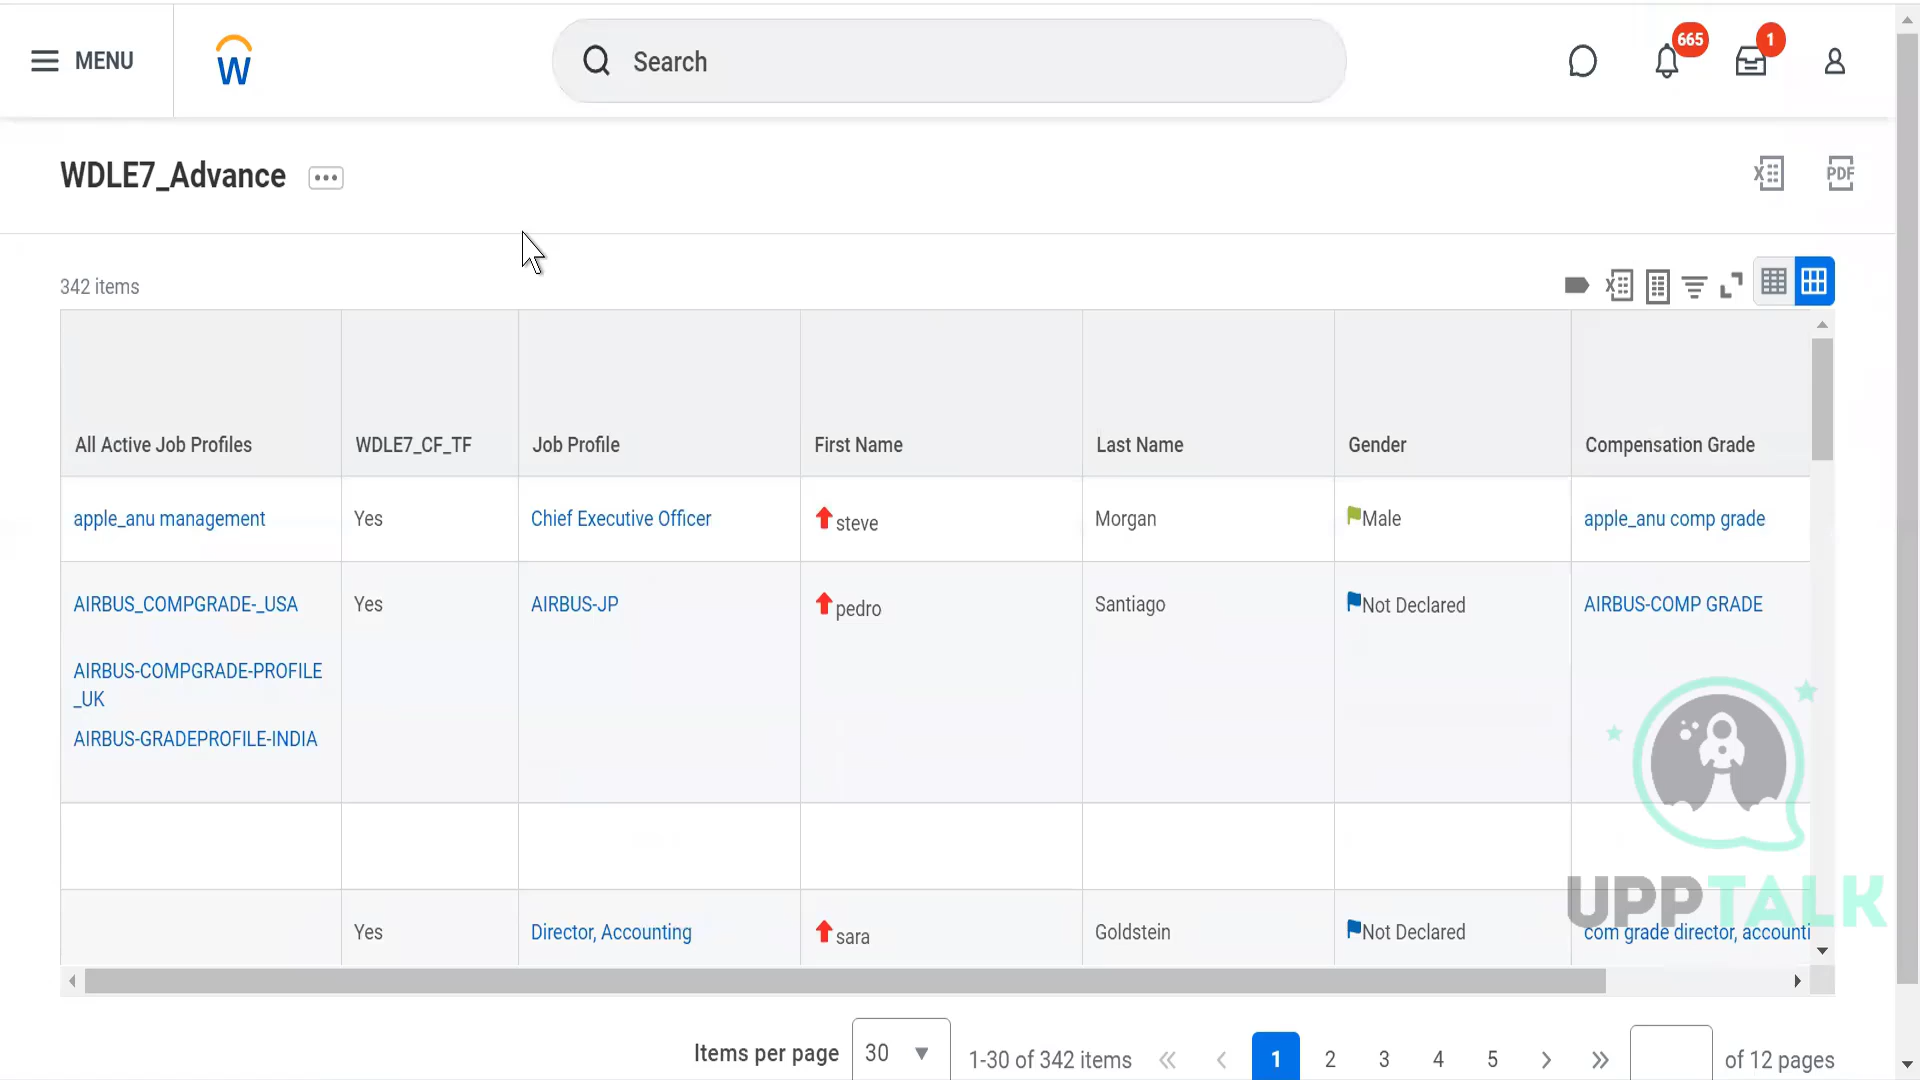 MENU
W
Search
665
1
WDLE7_Advance
X
PDF
342 items
X
All Active Job Profiles
WDLE7_CF_TF
Job Profile
First Name
Last Name
Gender
Compensation Grade
apple_anu management
Yes
Chief Executive Officer
steve
Morgan
Male
apple_anu comp grade
AIRBUS_COMPGRADE-_USA
Yes
AIRBUS-JP
pedro
Santiago
Not Declared
AIRBUS-COMP GRADE
AIRBUS-COMPGRADE-PROFILE
_UK
AIRBUS-GRADEPROFILE-INDIA
UPPTALK
Yes
Director, Accounting
sara
Goldstein
Not Declared
com grade director, accounti
Items per page
30
1-30 of 342 items
1
2
3
4
5
of 12 pages